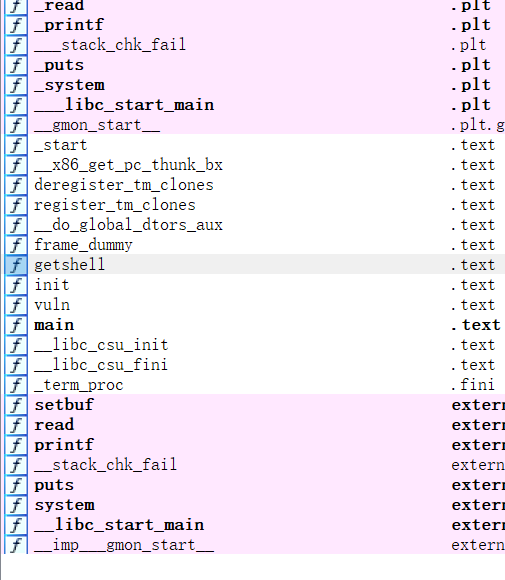 f _read .plt
f _printf .plt
f ___stack_chk_fail .plt
f _puts .plt
f _system .plt
f ___libc_start_main .plt
f __gmon_start__ .plt.g
f _start .text
f __x86_get_pc_thunk_bx .text
f deregister_tm_clones .text
f register_tm_clones .text
f __do_global_dtors_aux .text
f frame_dummy .text
f getshell .text
f init .text
f vuln .text
f main .text
f __libc_csu_init .text
f __libc_csu_fini .text
f _term_proc .fini
f setbuf extern
f read extern
f printf extern
f __stack_chk_fail extern
f puts extern
f system extern
f __libc_start_main extern
f __imp___gmon_start__ extern